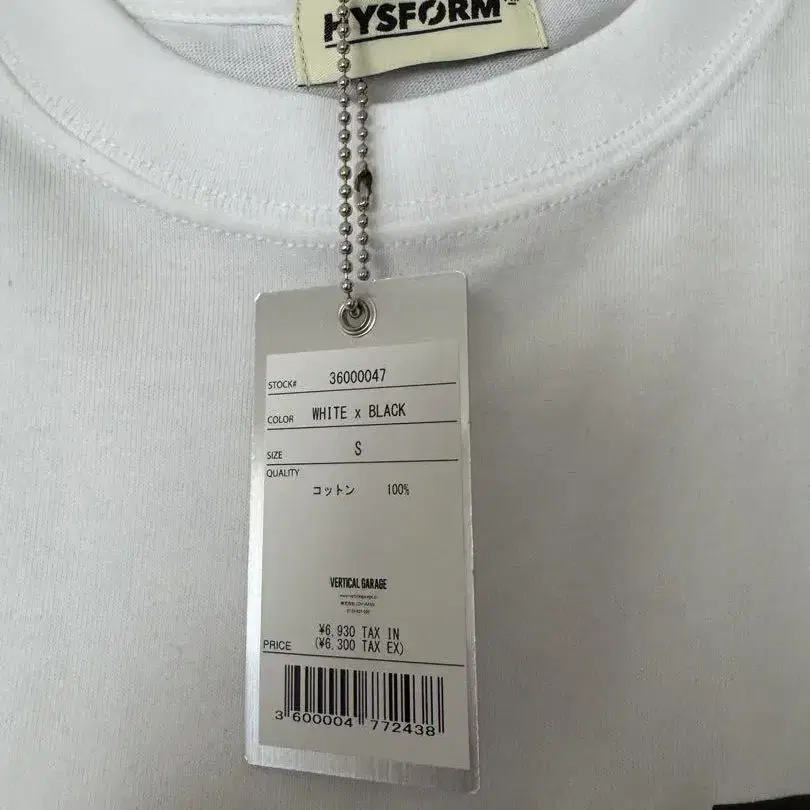 HYSFORM
STOCK# 36000047
COLOR WHITE x BLACK
SIZE S
QUALITY
コットン 100%
VERTICAL GARAGE
¥6,930 TAX IN
PRICE (¥6,300 TAX EX)
3 600004 772438